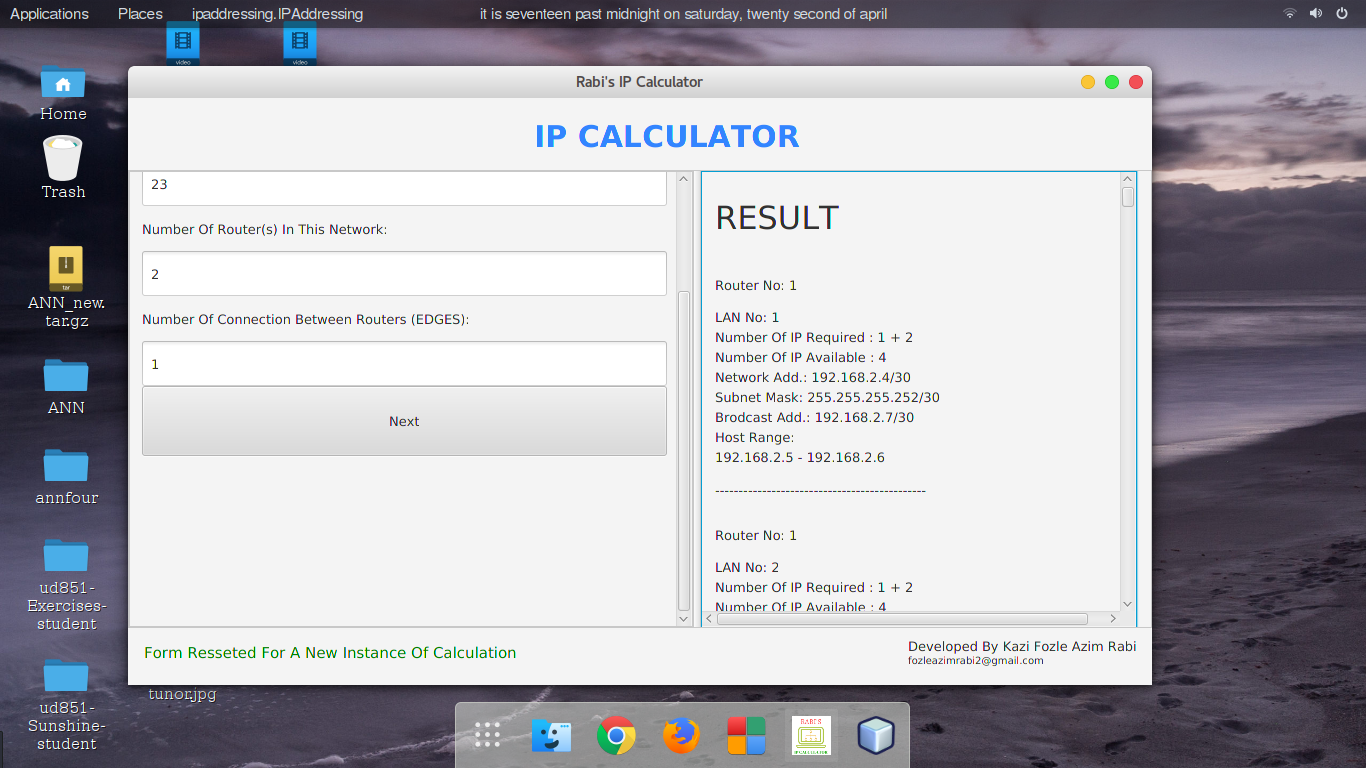 Applications Places ipaddressing.IPAddressing it is seventeen past midnight on saturday, twenty second of april
video video
Home
Trash
tar
ANN_new.
tar.gz
ANN
annfour
ud851-
Exercises-
student
ud851-
Sunshine-
student
tunor.jpg
Rabi's IP Calculator
IP CALCULATOR
23
Number Of Router(s) In This Network:
2
Number Of Connection Between Routers (EDGES):
1
Next
RESULT
Router No: 1
LAN No: 1
Number Of IP Required : 1 + 2
Number Of IP Available : 4
Network Add.: 192.168.2.4/30
Subnet Mask: 255.255.255.252/30
Brodcast Add.: 192.168.2.7/30
Host Range:
192.168.2.5 - 192.168.2.6
---------------------------------------------
Router No: 1
LAN No: 2
Number Of IP Required : 1 + 2
Number Of IP Available : 4
Form Resseted For A New Instance Of Calculation
Developed By Kazi Fozle Azim Rabi
fozleazimrabi2@gmail.com
RABI'S
IP CALCULATOR